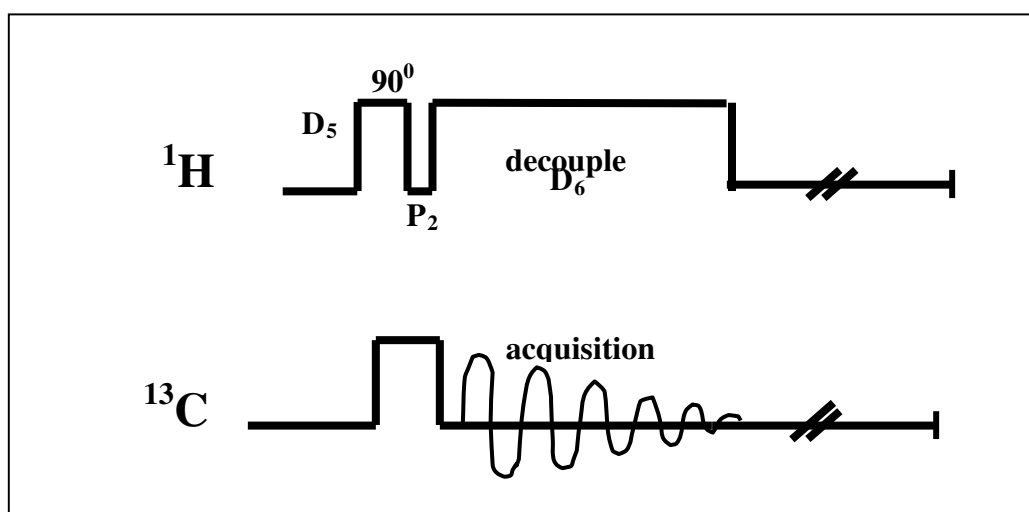 90⁰
D₅
¹H
decouple
D₆
P₂
acquisition
¹³C